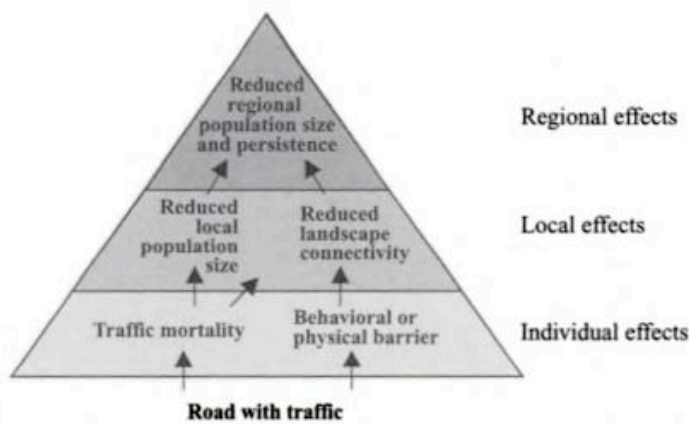 Reduced
regional
population size
and persistence
Regional effects
Reduced
local
population
size
Reduced
landscape
connectivity
Local effects
Traffic mortality
Behavioral or
physical barrier
Individual effects
Road with traffic